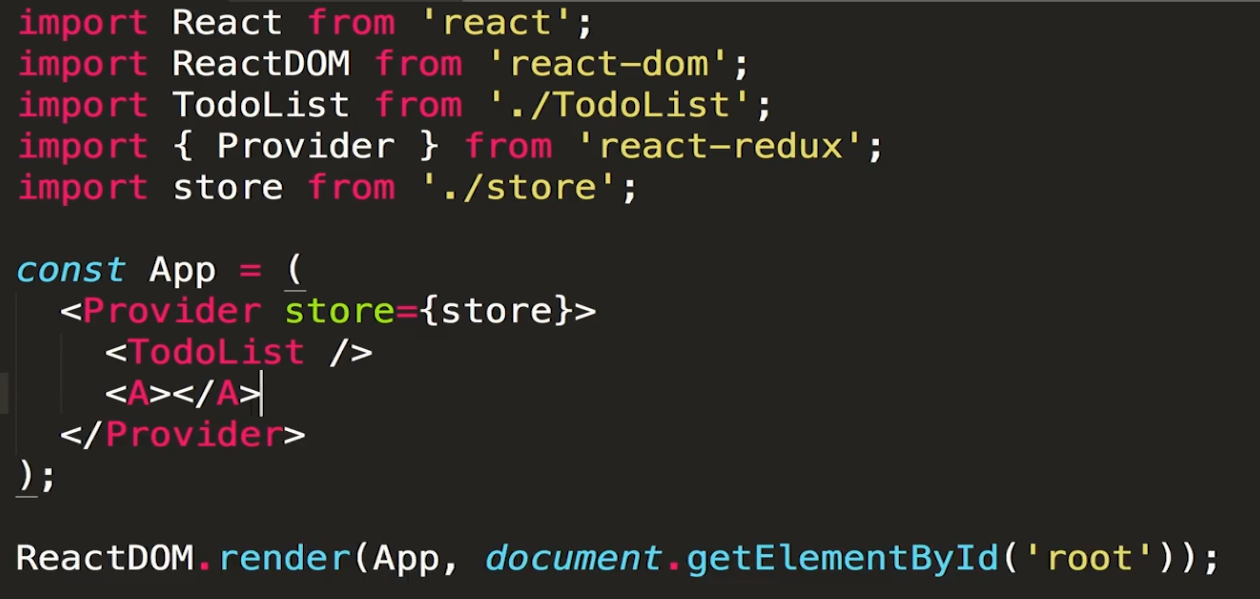 import React from 'react';
import ReactDOM from 'react-dom';
import TodoList from './TodoList';
import { Provider } from 'react-redux';
import store from './store';

const App = (
  <Provider store={store}>
    <TodoList />
    <A></A>
  </Provider>
);

ReactDOM.render(App, document.getElementById('root'));